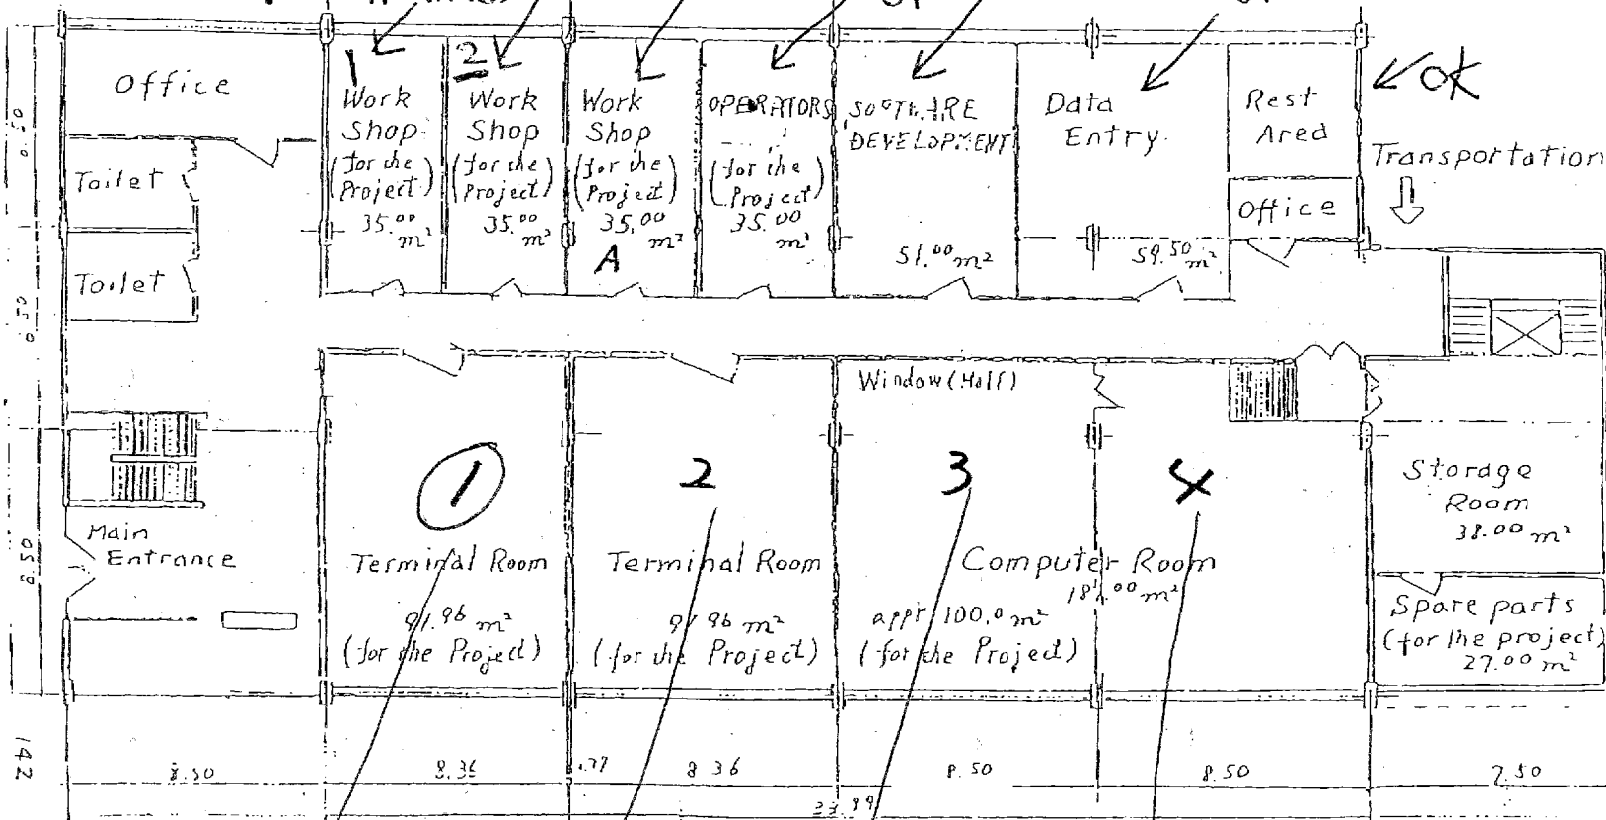 OK
1
2
Office
Work
Shop
(for the
Project)
35.00
m²
Work
Shop
(for the
Project)
35.00
m²
Work
Shop
(for the
Project)
35.00
m²
A
OPERATORS
(for the
Project)
35.00
m²
DEVELOPMENT
51.00 m²
Data
Entry
59.50 m²
Rest
Area
Office
Transportation
Toilet
Toilet
Window (Half)
1
2
3
4
Main
Entrance
Terminal Room
91.96 m²
(for the Project)
Terminal Room
91.96 m²
(for the Project)
Computer Room
appr 100.0 m²
(for the Project)
Storage
Room
38.00 m²
Spare parts
(for the project)
27.00 m²
142
8.50
8.36
8.36
8.50
8.50
7.50